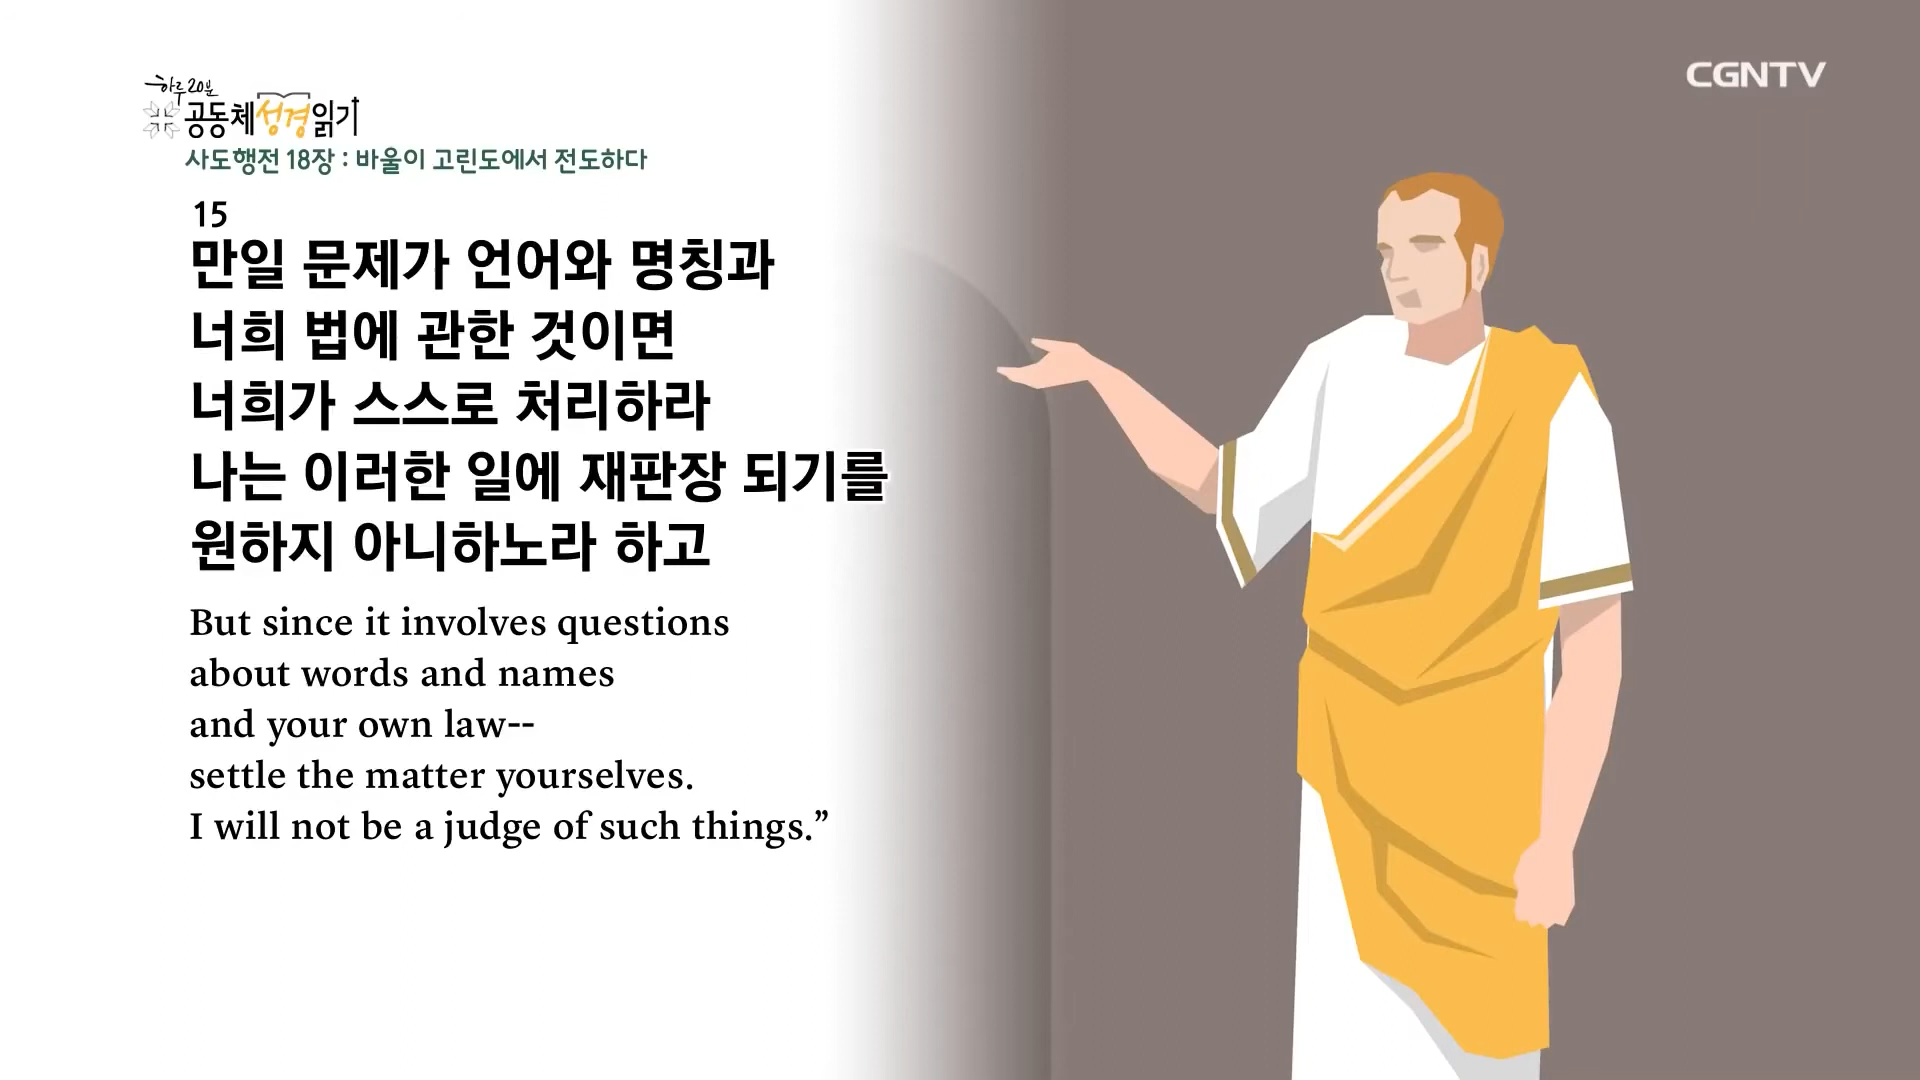 하루 20분
공동체성경읽기
CGNTV
사도행전 18장 : 바울이 고린도에서 전도하다
15
만일 문제가 언어와 명칭과
너희 법에 관한 것이면
너희가 스스로 처리하라
나는 이러한 일에 재판장 되기를
원하지 아니하노라 하고
But since it involves questions
about words and names
and your own law--
settle the matter yourselves.
I will not be a judge of such things.”